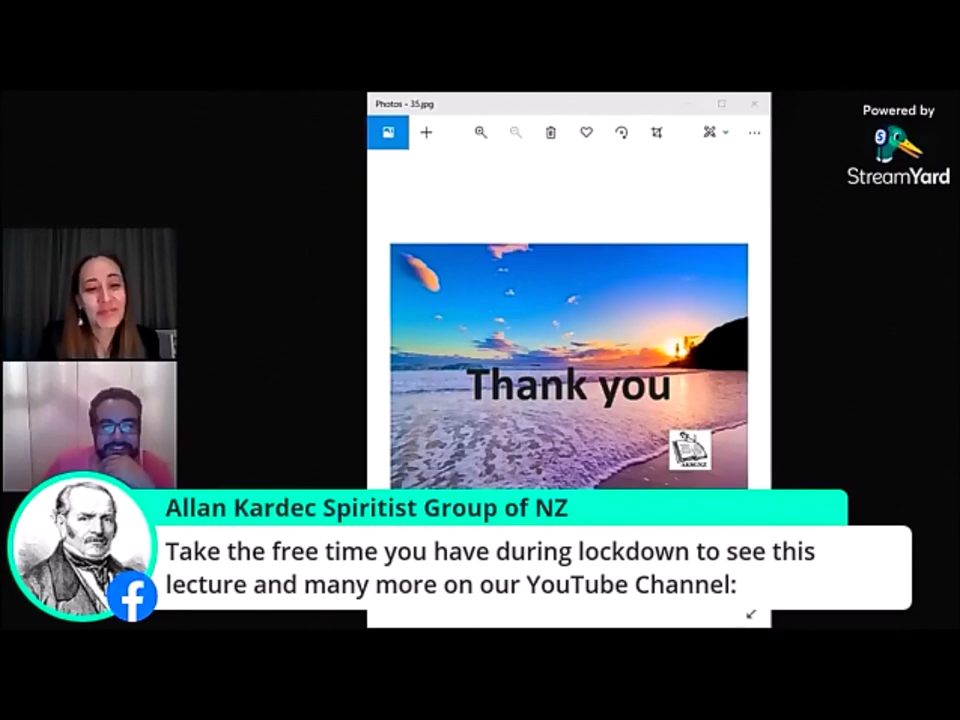 Photos - 35.jpg
Powered by
StreamYard
Thank you
AKSGNZ
Allan Kardec Spiritist Group of NZ
Take the free time you have during lockdown to see this
lecture and many more on our YouTube Channel: